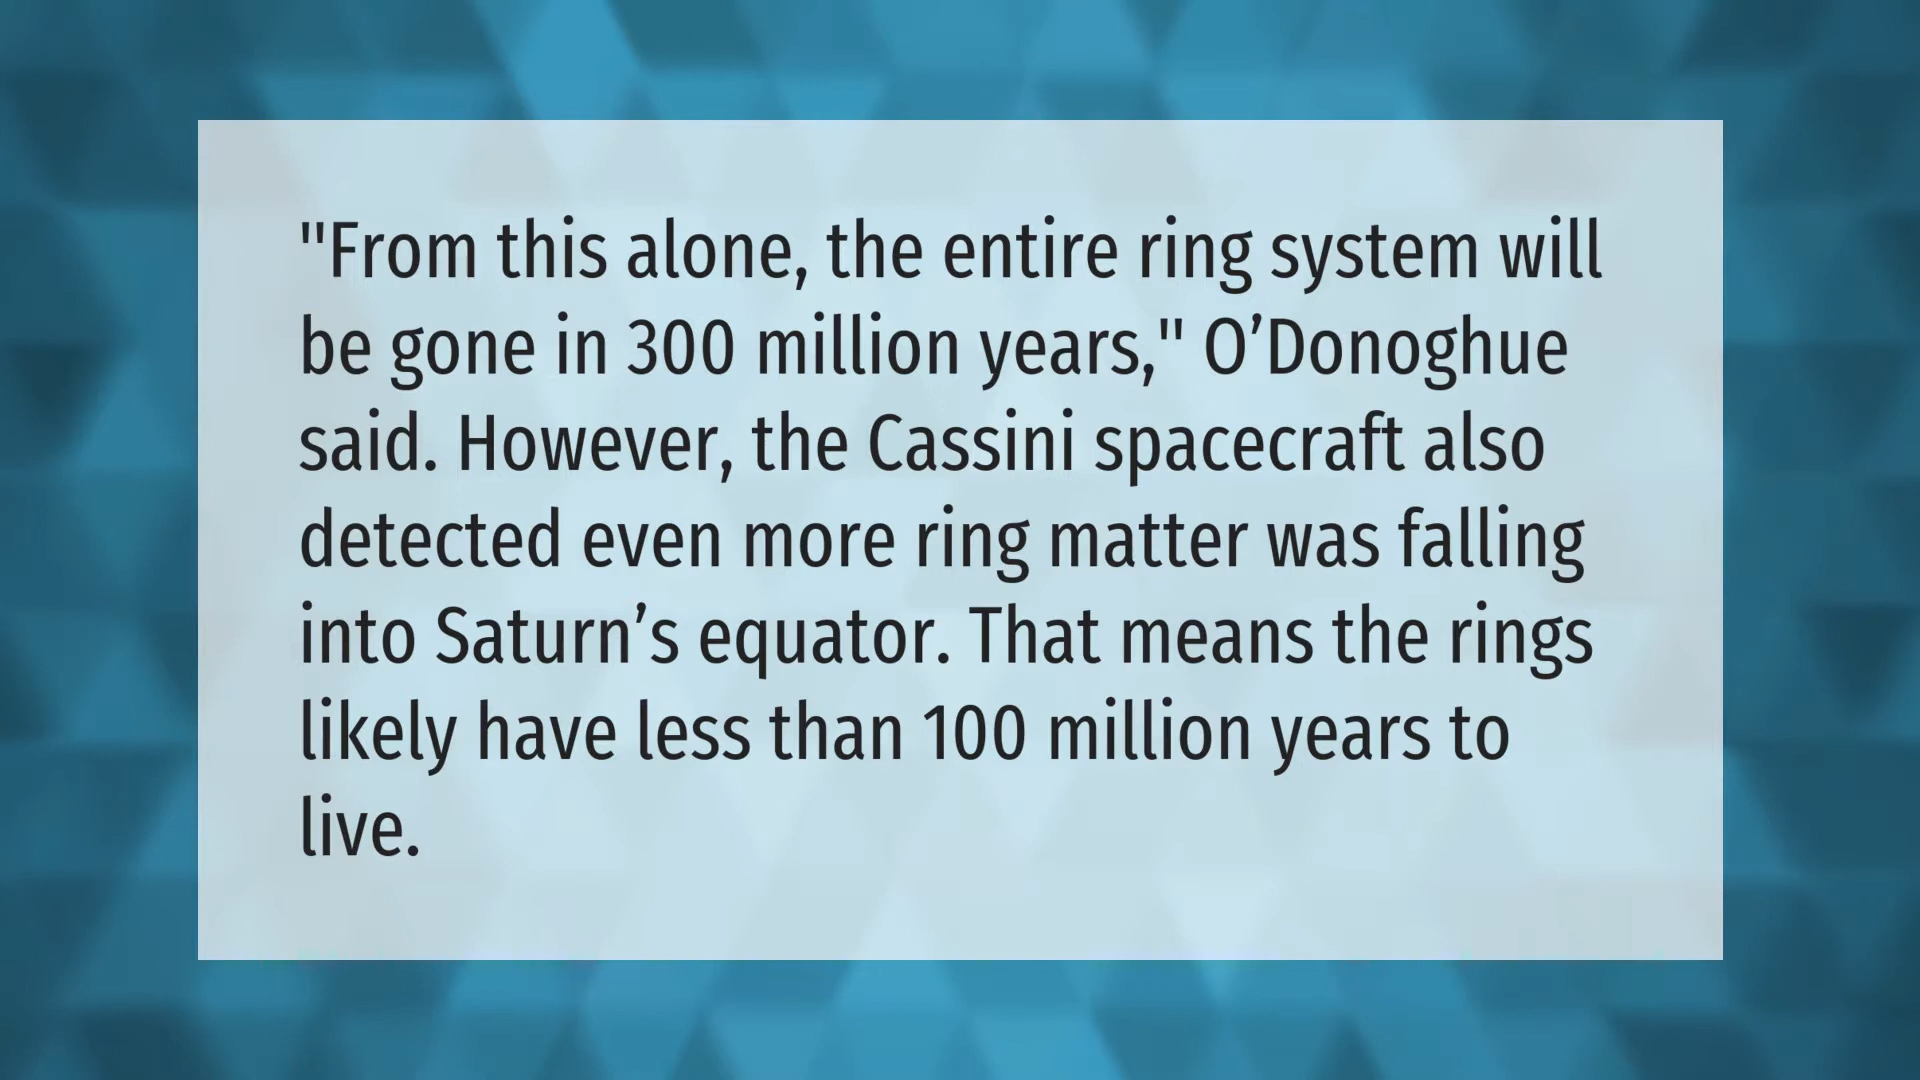 "From this alone, the entire ring system will
be gone in 300 million years," O’Donoghue
said. However, the Cassini spacecraft also
detected even more ring matter was falling
into Saturn’s equator. That means the rings
likely have less than 100 million years to
live.